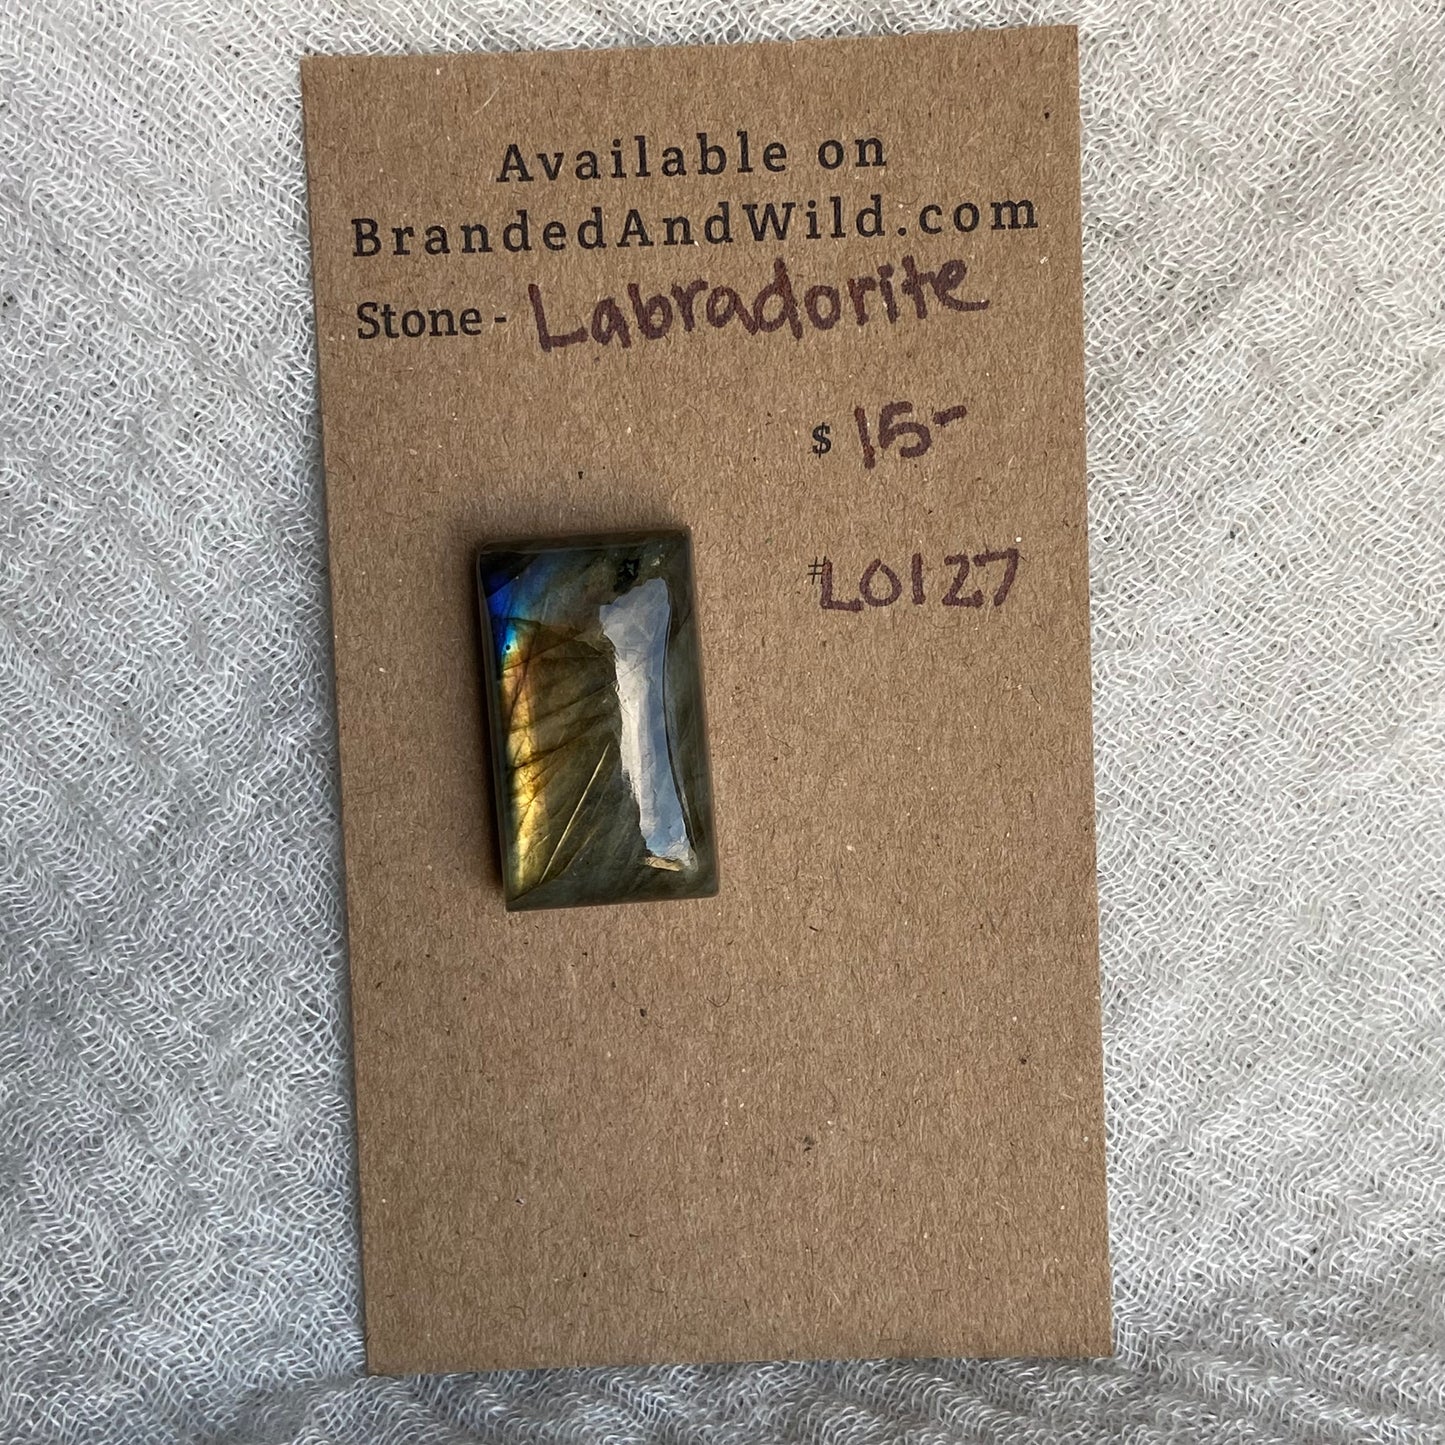 Available on
BrandedAndWild.com
Stone - Labradorite
$ 15-
#L0127